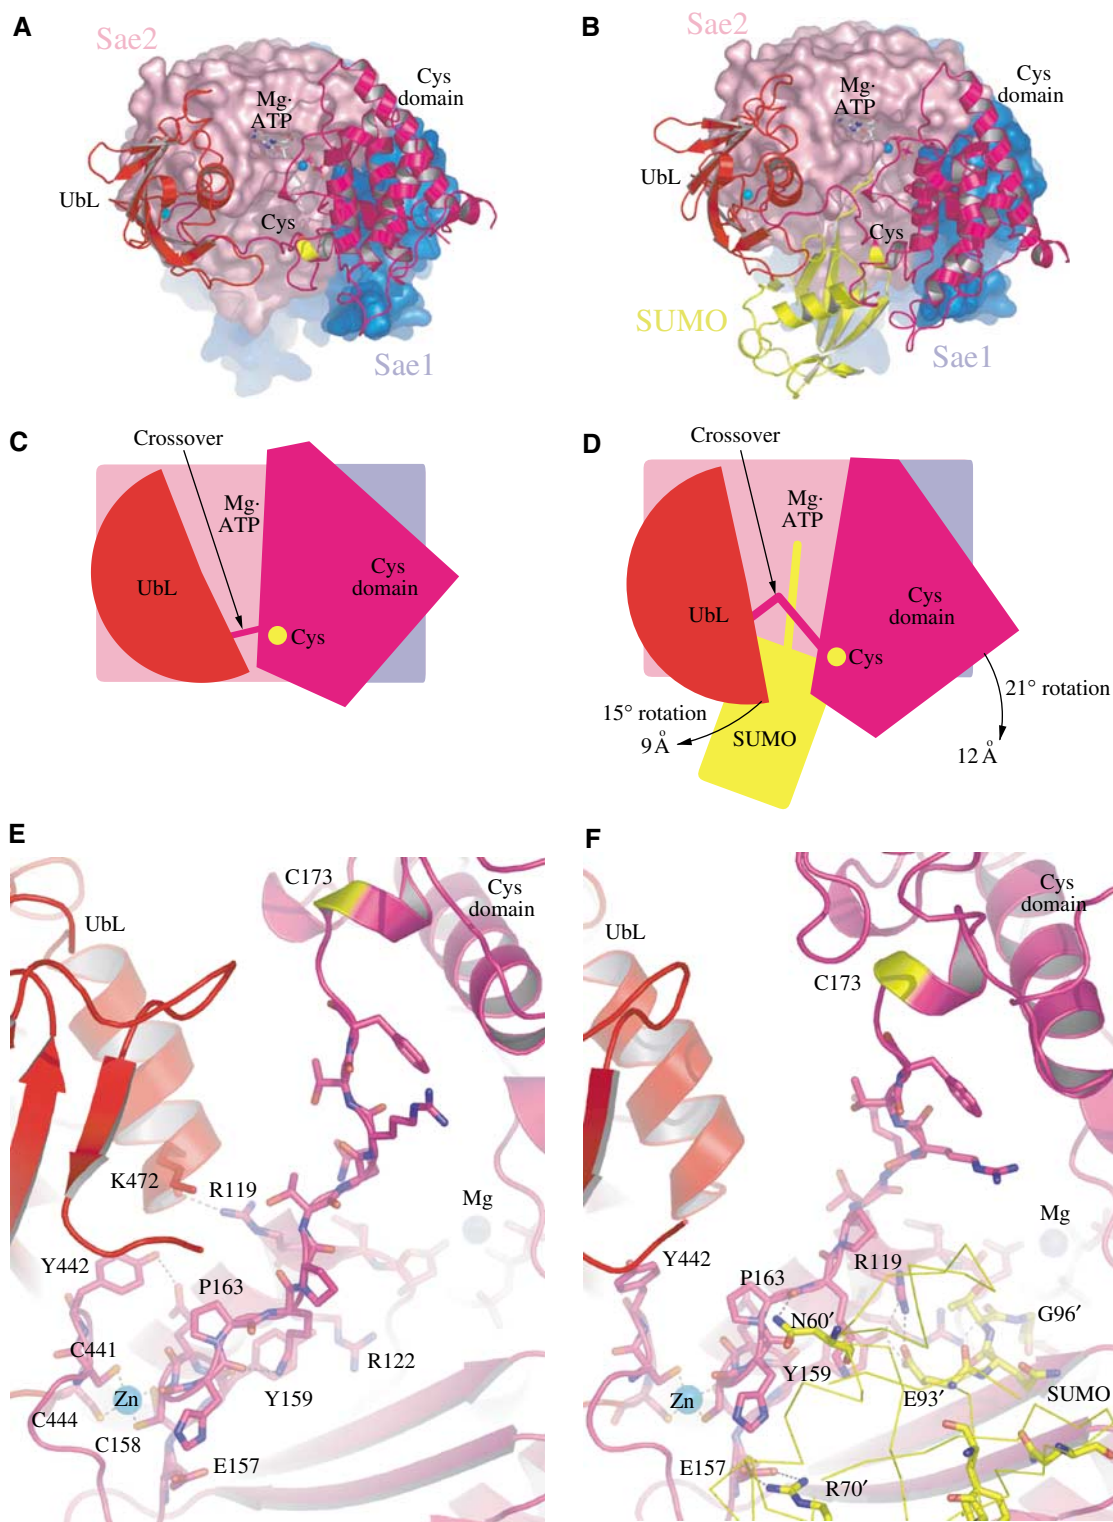 A
Sae2
Mg·
ATP
Cys
domain
UbL
Cys
Sae1
B
Sae2
Mg·
ATP
Cys
domain
UbL
Cys
SUMO
Sae1
C
Crossover
Mg·
ATP
UbL
Cys
domain
Cys
D
Crossover
Mg·
ATP
UbL
Cys
domain
Cys
21° rotation
15° rotation
9 Å
SUMO
12 Å
E
C173
Cys
domain
UbL
K472
R119
Mg
Y442
P163
C441
R122
Zn
Y159
C444
C158
E157
F
Cys
domain
UbL
C173
Mg
Y442
P163
R119
N60′
G96′
Y159
Zn
E93′
SUMO
E157
R70′